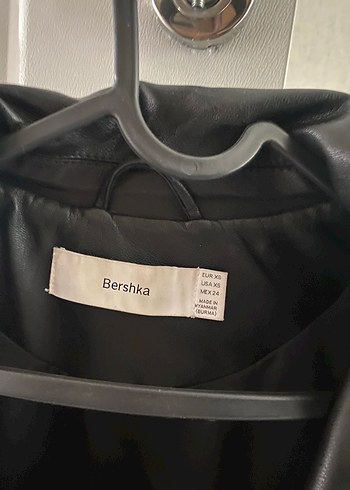 Bershka
EUR XS
USA XS
MEX 24
MADE IN
MYANMAR
(BURMA)